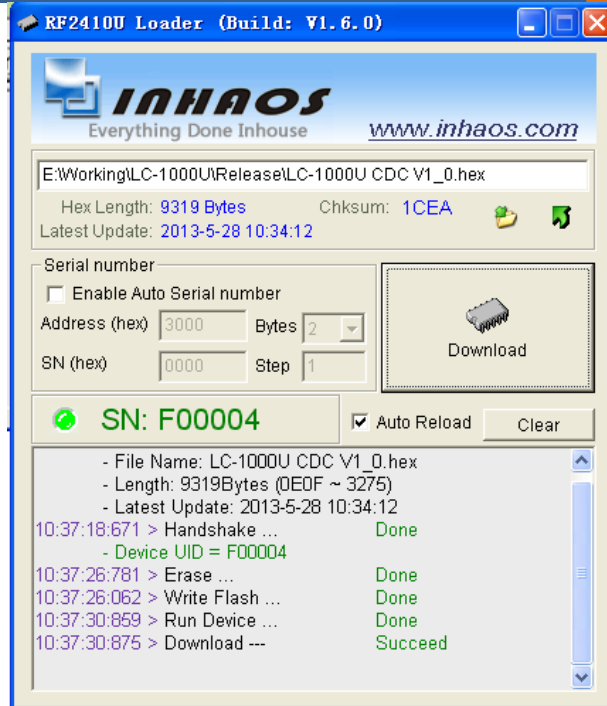 RF2410U Loader (Build: V1.6.0)
INHAOS
Everything Done Inhouse
www.inhaos.com
E:\Working\LC-1000U\Release\LC-1000U CDC V1_0.hex
Hex Length: 9319 Bytes Chksum: 1CEA
Latest Update: 2013-5-28 10:34:12
Serial number
Enable Auto Serial number
Address (hex) 3000 Bytes 2
SN (hex) 0000 Step 1
Download
SN: F00004
Auto Reload
Clear
- File Name: LC-1000U CDC V1_0.hex
- Length: 9319Bytes (0E0F ~ 3275)
- Latest Update: 2013-5-28 10:34:12
10:37:18:671 > Handshake ... Done
- Device UID = F00004
10:37:26:781 > Erase ... Done
10:37:26:062 > Write Flash ... Done
10:37:30:859 > Run Device ... Done
10:37:30:875 > Download --- Succeed